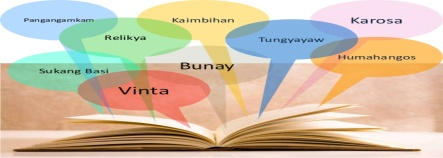 Pangangamkam
Kaimbihan
Karosa
Relikya
Tungyayaw
Humahangos
Sukang Basi
Bunay
Vinta